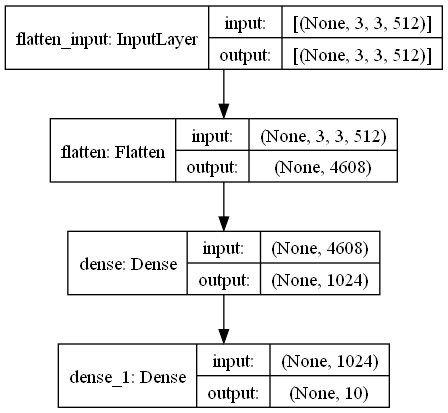 flatten_input: InputLayer
input: [(None, 3, 3, 512)]
output: [(None, 3, 3, 512)]
flatten: Flatten
input: (None, 3, 3, 512)
output: (None, 4608)
dense: Dense
input: (None, 4608)
output: (None, 1024)
dense_1: Dense
input: (None, 1024)
output: (None, 10)